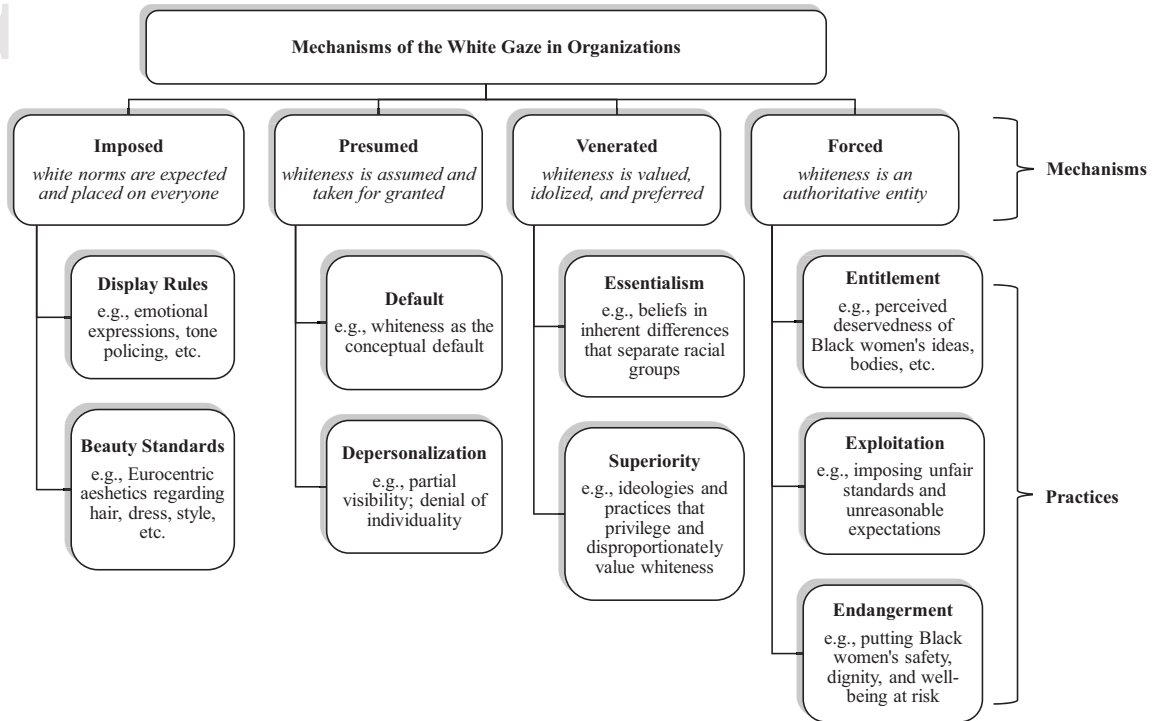 Mechanisms of the White Gaze in Organizations
Imposed
white norms are expected
and placed on everyone
Presumed
whiteness is assumed and
taken for granted
Venerated
whiteness is valued,
idolized, and preferred
Forced
whiteness is an
authoritative entity
Mechanisms
Display Rules
e.g., emotional
expressions, tone
policing, etc.
Beauty Standards
e.g., Eurocentric
aeshetics regarding
hair, dress, style,
etc.
Default
e.g., whiteness as the
conceptual default
Depersonalization
e.g., partial
visibility; denial of
individuality
Essentialism
e.g., beliefs in
inherent differences
that separate racial
groups
Superiority
e.g., ideologies and
practices that
privilege and
disproportionately
value whiteness
Entitlement
e.g., perceived
deservedness of
Black women's ideas,
bodies, etc.
Exploitation
e.g., imposing unfair
standards and
unreasonable
expectations
Endangerment
e.g., putting Black
women's safety,
dignity, and well-
being at risk
Practices